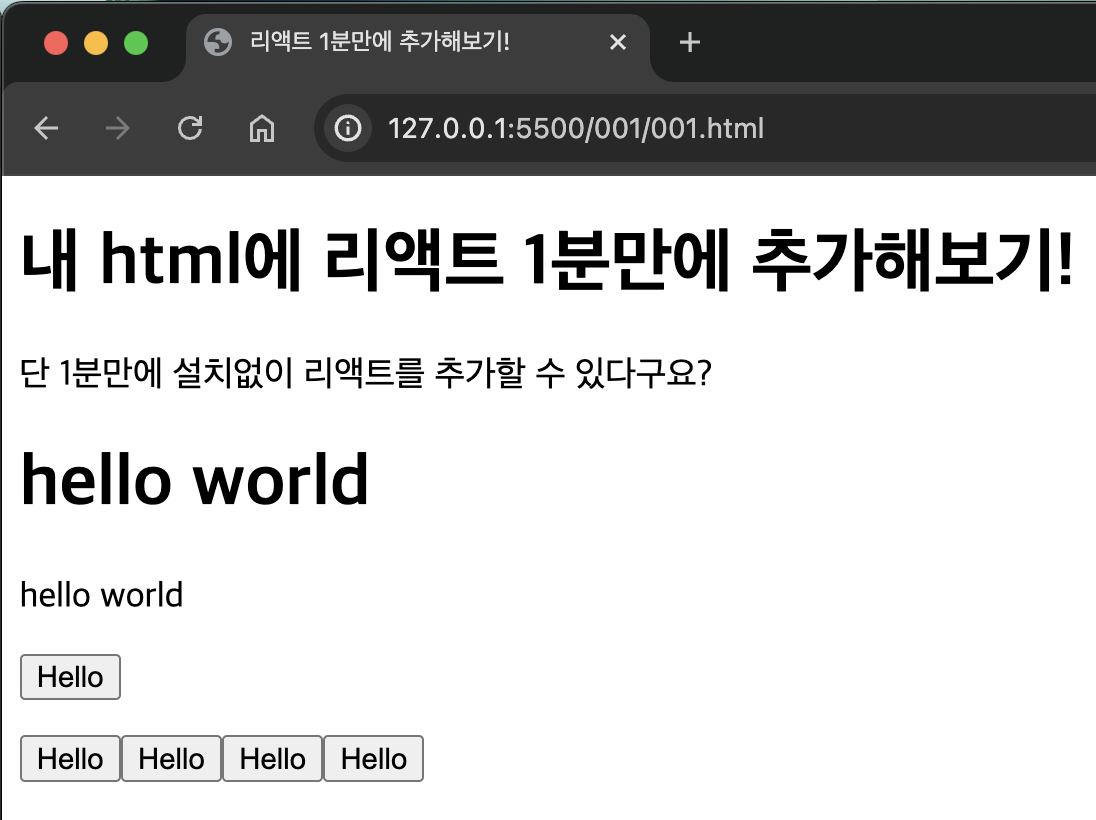 리액트 1분만에 추가해보기!
127.0.0.1:5500/001/001.html
내 html에 리액트 1분만에 추가해보기!
단 1분만에 설치없이 리액트를 추가할 수 있다구요?
hello world
hello world
Hello
Hello Hello Hello Hello